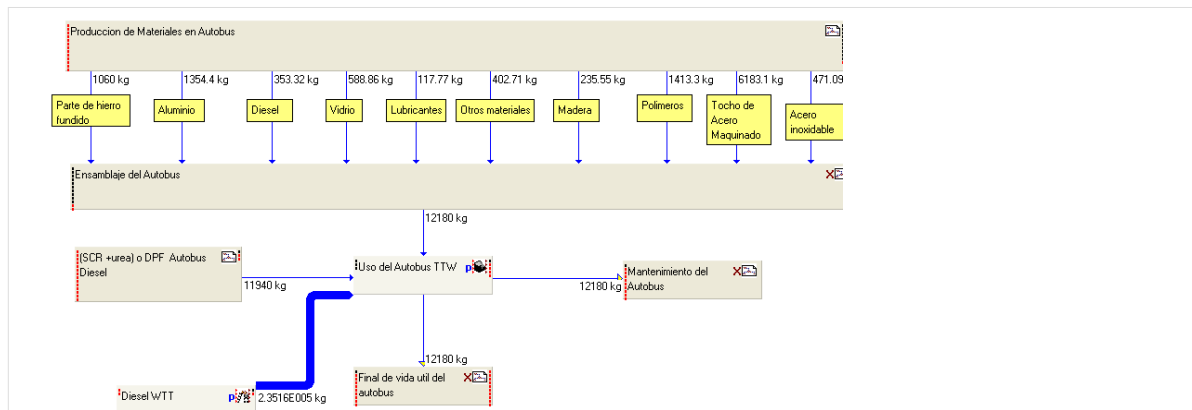 Produccion de Materiales en Autobus
1060 kg
1354.4 kg
353.32 kg
588.86 kg
117.77 kg
402.71 kg
235.55 kg
1413.3 kg
6183.1 kg
471.09
Parte de hierro
fundido
Aluminio
Diesel
Vidrio
Lubricantes
Otros materiales
Madera
Polimeros
Tocho de
Acero
Maquinado
Acero
inoxidable
Ensamblaje del Autobus
12180 kg
(SCR +urea) o DPF Autobus
Diesel
11940 kg
Uso del Autobus TTW
12180 kg
Mantenimiento del
Autobus
12180 kg
Final de vida util del
autobus
Diesel WTT
2.3516E005 kg